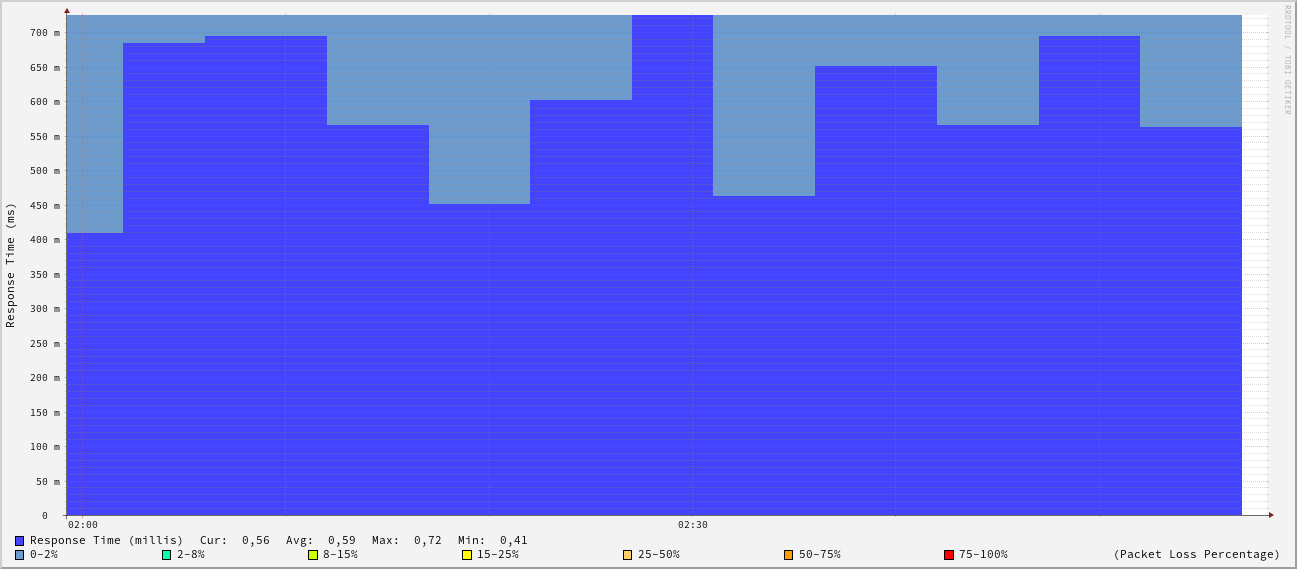 RRDTOOL / TOBI OETIKER
Response Time (ms)
700 m
650 m
600 m
550 m
500 m
450 m
400 m
350 m
300 m
250 m
200 m
150 m
100 m
50 m
0
02:00 02:30
Response Time (millis) Cur: 0,56 Avg: 0,59 Max: 0,72 Min: 0,41
0-2% 2-8% 8-15% 15-25% 25-50% 50-75% 75-100% (Packet Loss Percentage)